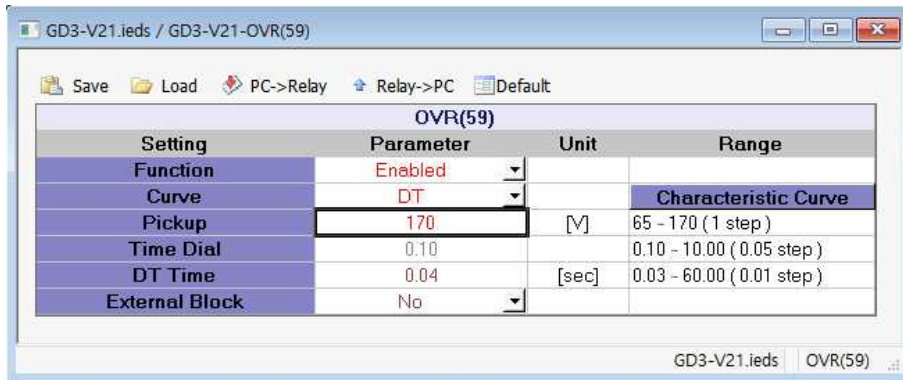 GD3-V21.ieds / GD3-V21-OVR(59)
Save Load PC->Relay Relay->PC Default
OVR(59)
Setting Parameter Unit Range
Function Enabled
Curve DT Characteristic Curve
Pickup 170 [V] 65 - 170 ( 1 step )
Time Dial 0.10 0.10 - 10.00 ( 0.05 step )
DT Time 0.04 [sec] 0.03 - 60.00 ( 0.01 step )
External Block No
GD3-V21.ieds OVR(59)